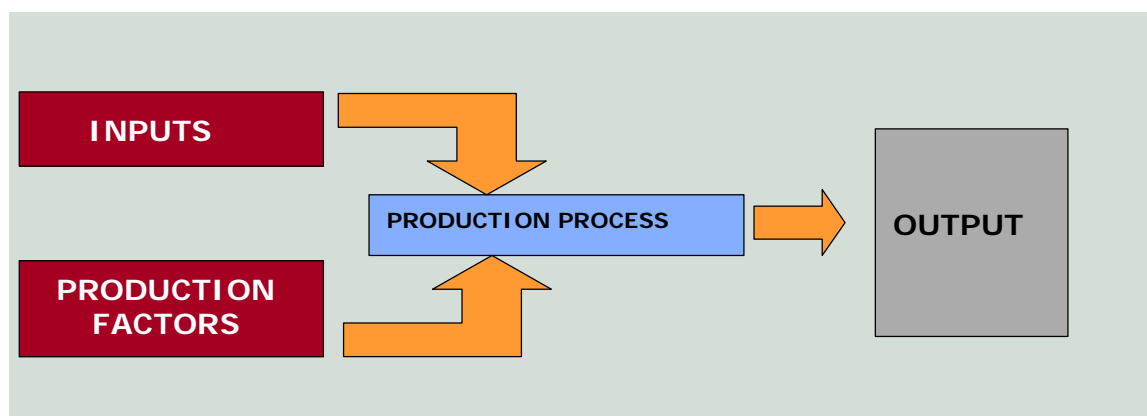 INPUTS
PRODUCTION PROCESS
OUTPUT
PRODUCTION
FACTORS